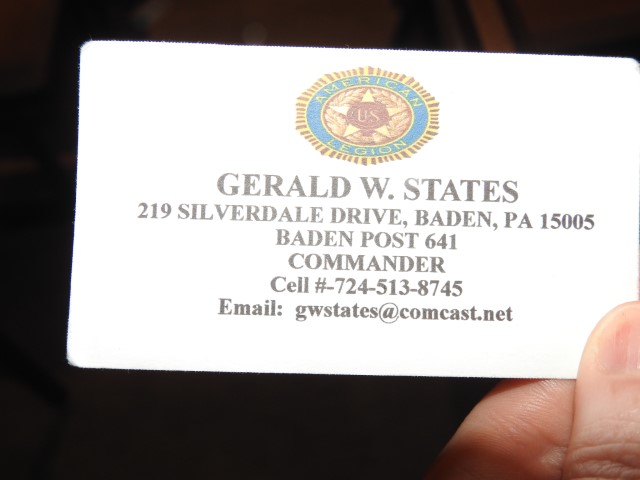 AMERICAN
US
LEGION
GERALD W. STATES
219 SILVERDALE DRIVE, BADEN, PA 15005
BADEN POST 641
COMMANDER
Cell #-724-513-8745
Email: gwstates@comcast.net